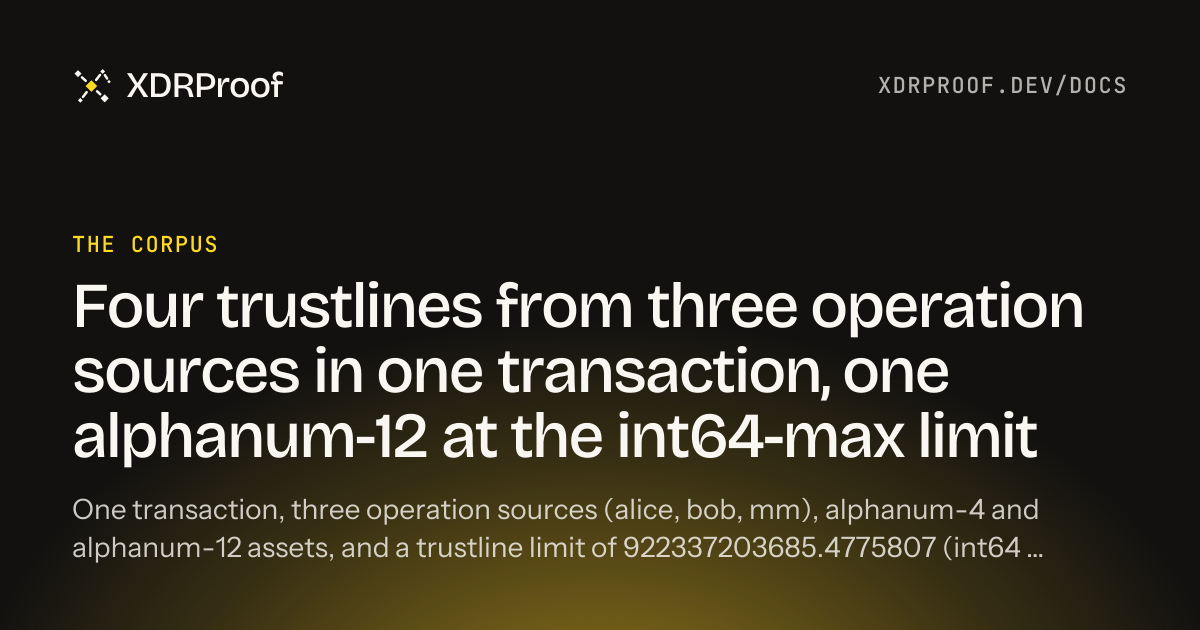 XDRProof
XDRPROOF.DEV/DOCS
THE CORPUS
Four trustlines from three operation
sources in one transaction, one
alphanum-12 at the int64-max limit
One transaction, three operation sources (alice, bob, mm), alphanum-4 and
alphanum-12 assets, and a trustline limit of 922337203685.4775807 (int64 ...